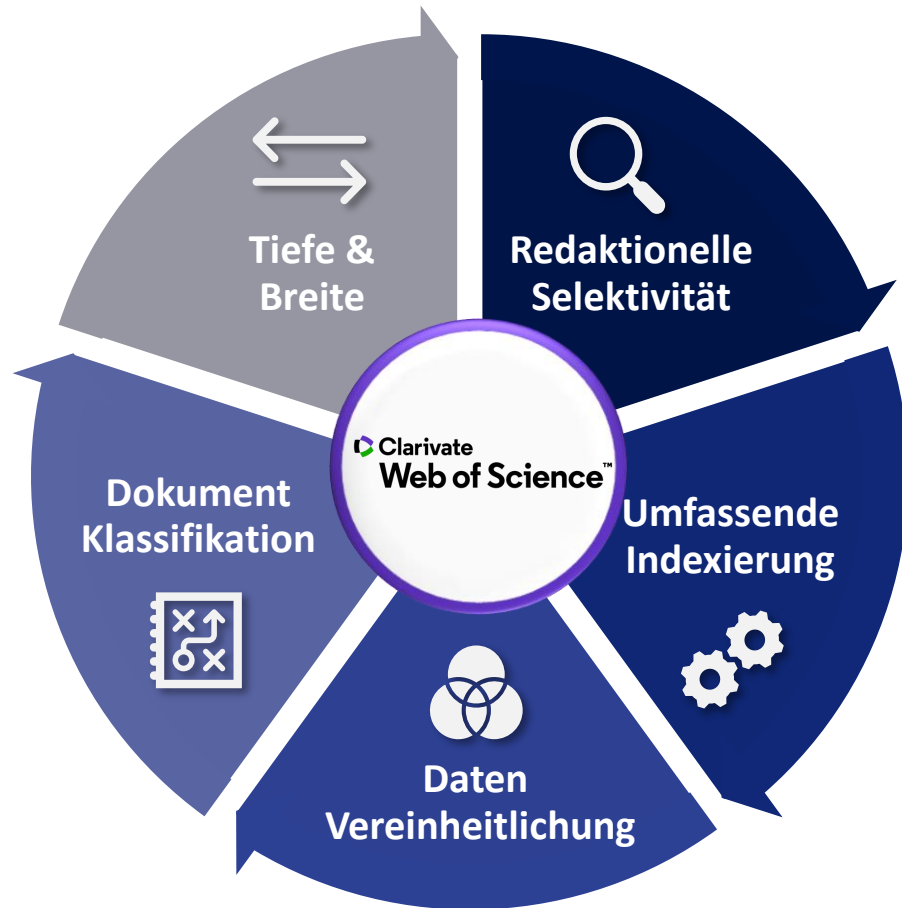 Tiefe &
Breite
Redaktionelle
Selektivität
Clarivate
Web of Science™
Dokument
Klassifikation
Umfassende
Indexierung
Daten
Vereinheitlichung